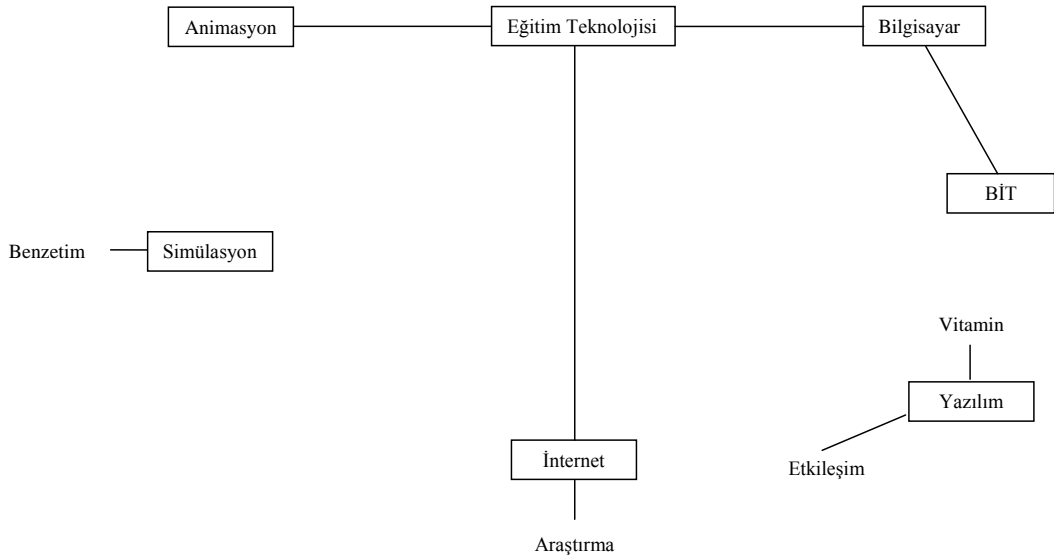 Animasyon
Eğitim Teknolojisi
Bilgisayar
BİT
Benzetim
Simülasyon
Vitamin
Yazılım
İnternet
Etkileşim
Araştırma